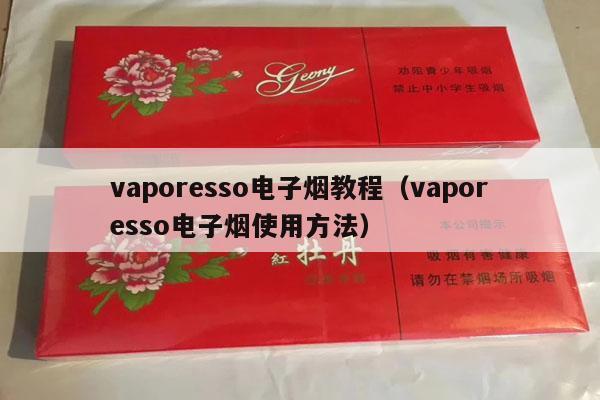 Geony
劝阻青少年吸烟
禁止中小学生吸烟
vaporesso电子烟教程（vapor
esso电子烟使用方法）
本公司提示
紅牡丹
吸烟有害健康
请勿在禁烟场所吸烟